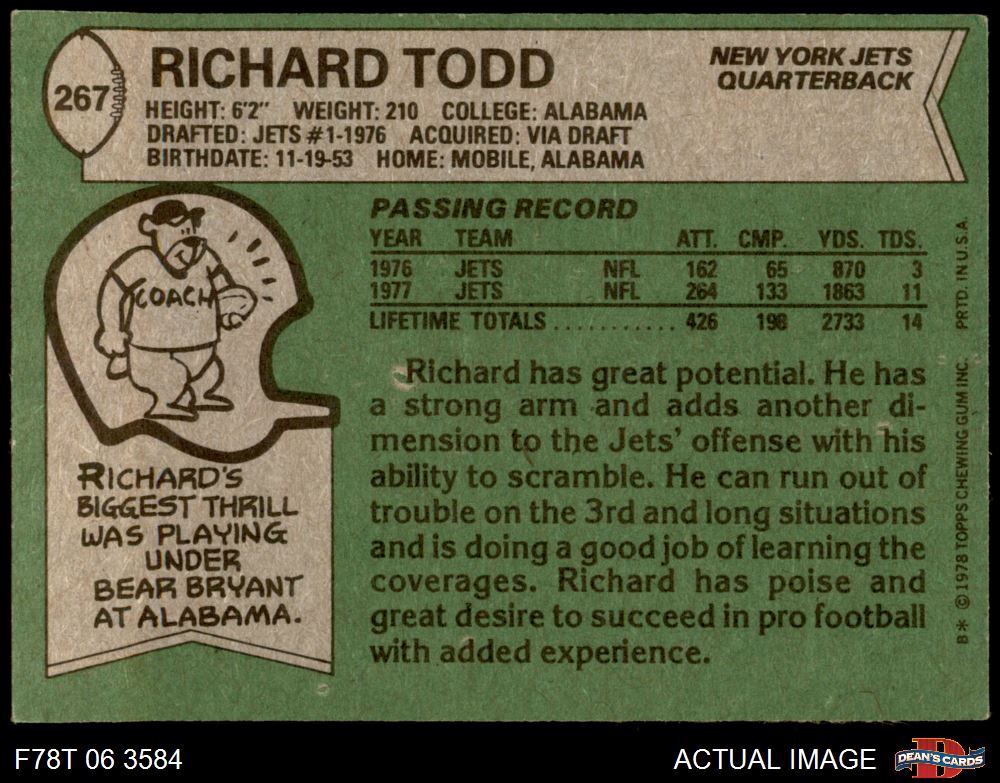 267
RICHARD TODD
NEW YORK JETS
QUARTERBACK
HEIGHT: 6'2" WEIGHT: 210 COLLEGE: ALABAMA
DRAFTED: JETS #1-1976 ACQUIRED: VIA DRAFT
BIRTHDATE: 11-19-53 HOME: MOBILE, ALABAMA
COACH
RICHARD'S
BIGGEST THRILL
WAS PLAYING
UNDER
BEAR BRYANT
AT ALABAMA.
PASSING RECORD
YEAR TEAM ATT. CMP. YDS. TDS.
1976 JETS NFL 162 65 870 3
1977 JETS NFL 264 133 1863 11
LIFETIME TOTALS ........... 426 198 2733 14
Richard has great potential. He has
a strong arm and adds another di-
mension to the Jets' offense with his
ability to scramble. He can run out of
trouble on the 3rd and long situations
and is doing a good job of learning the
coverages. Richard has poise and
great desire to succeed in pro football
with added experience.
B* © 1978 TOPPS CHEWING GUM INC. PRTD. IN U.S.A.
F78T 06 3584
ACTUAL IMAGE
D
DEAN'S CARDS